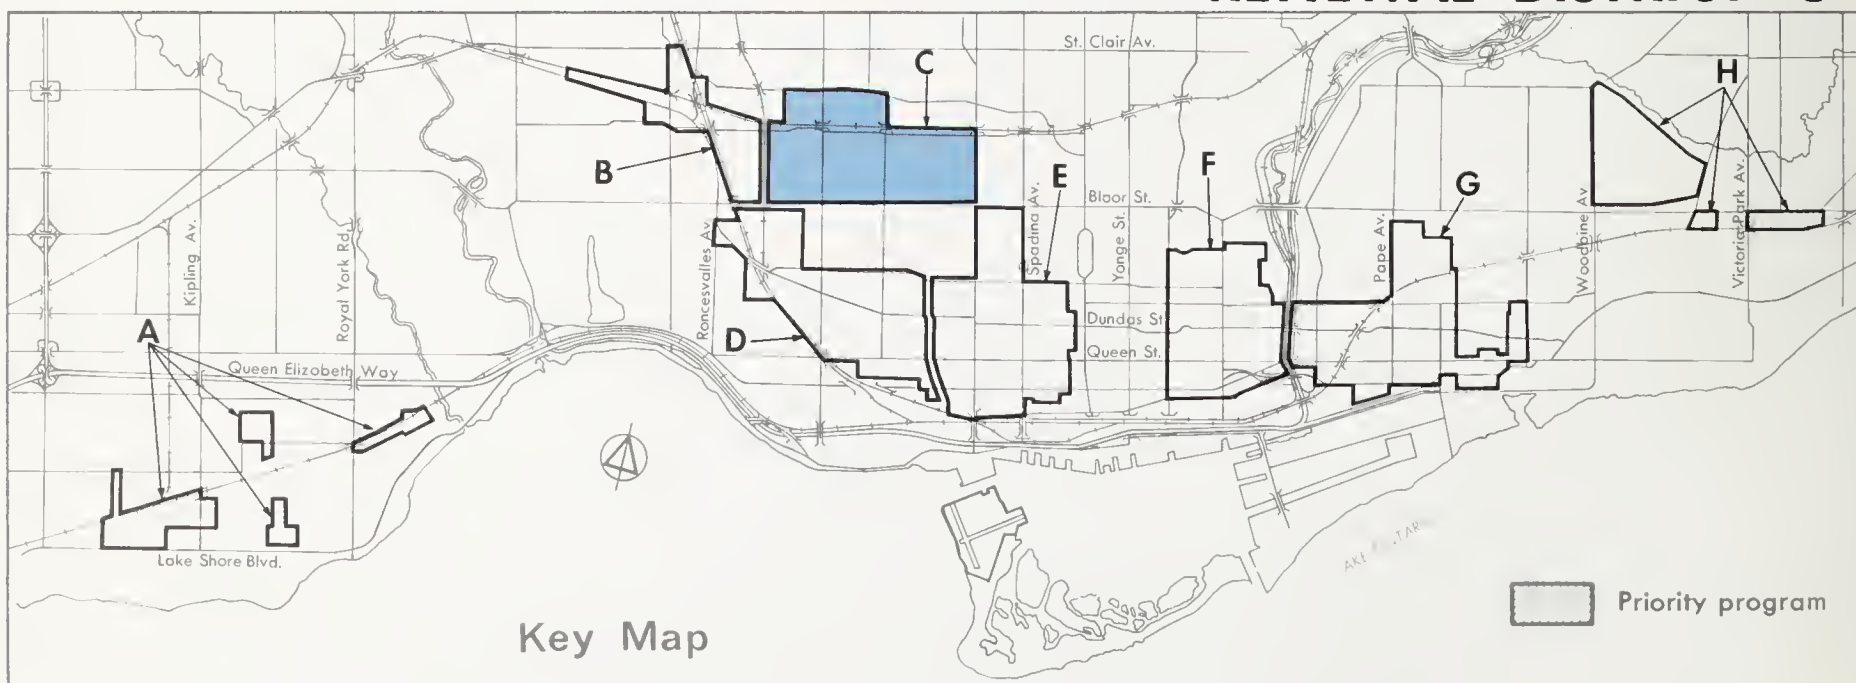 St. Clair Av.
C
H
B
E
F
G
Bloor St.
Spadina Av.
Yonge St.
Pape Av.
Woodbine Av
Victoria Park Av.
Kipling Av.
Royal York Rd.
Roncesvalles Av.
Dundas St
Queen St.
A
D
Queen Elizabeth Way
Lake Shore Blvd.
Key Map
Priority program